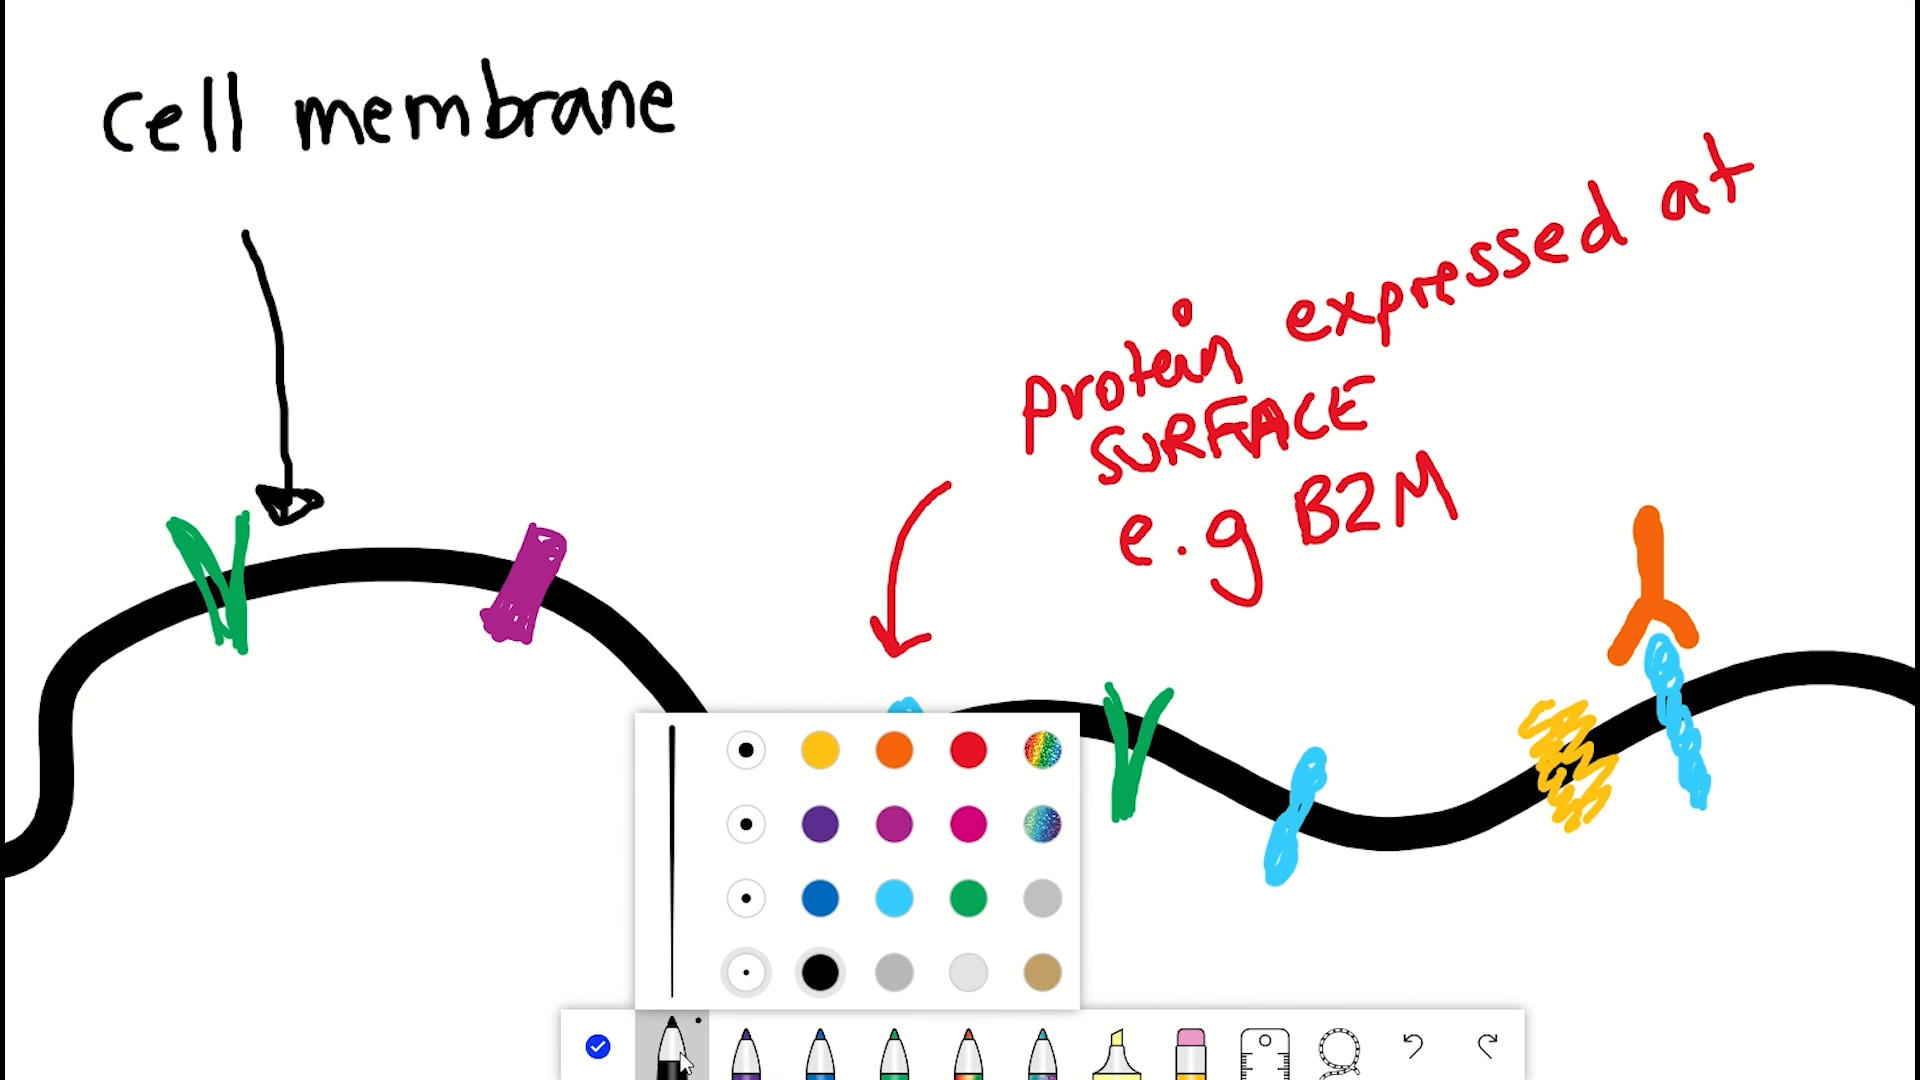 cell membrane
protein expressed at
SURFACE
e.g B2M